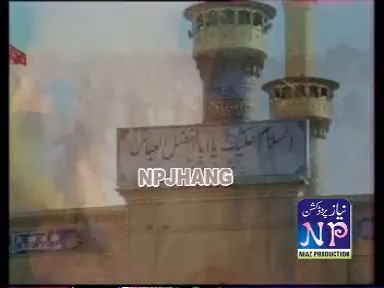 السلام علیک یا ابا الفضل العباس
NPJHANG
نیاز پروڈکشن
NP
NIAZ PRODUCTION